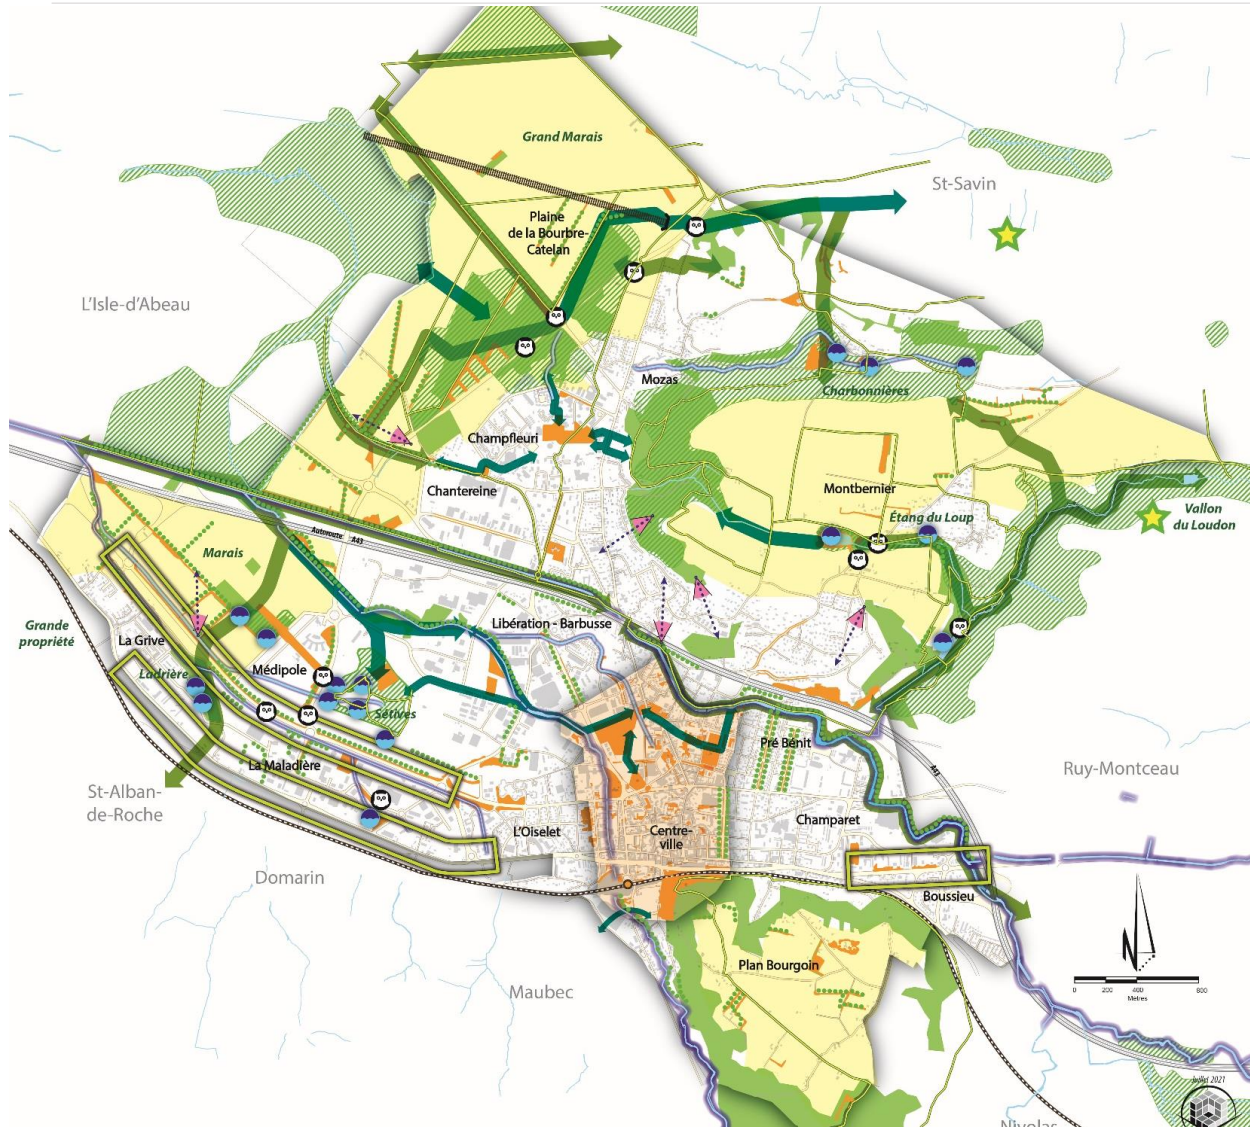 Grand Marais
St-Savin
Plaine
de la Bourbre-
Catelan
L'Isle-d'Abeau
Mozas
Charbonnières
Champfleuri
Chantereine
Montbernier
Étang du Loup
Vallon
du Loudon
Autoroute A43
Marais
Grande
propriété
La Grive
Libération - Barbusse
Ladrière
Médipole
Sétives
Pré Bénit
A43
La Maladière
Ruy-Montceau
St-Alban-
de-Roche
L'Oiselet
Centre-
ville
Champaret
Domarin
Boussieu
Plan Bourgoin
Maubec
N
0 200 400 800
Mètres
Juillet 2021
Nivolas